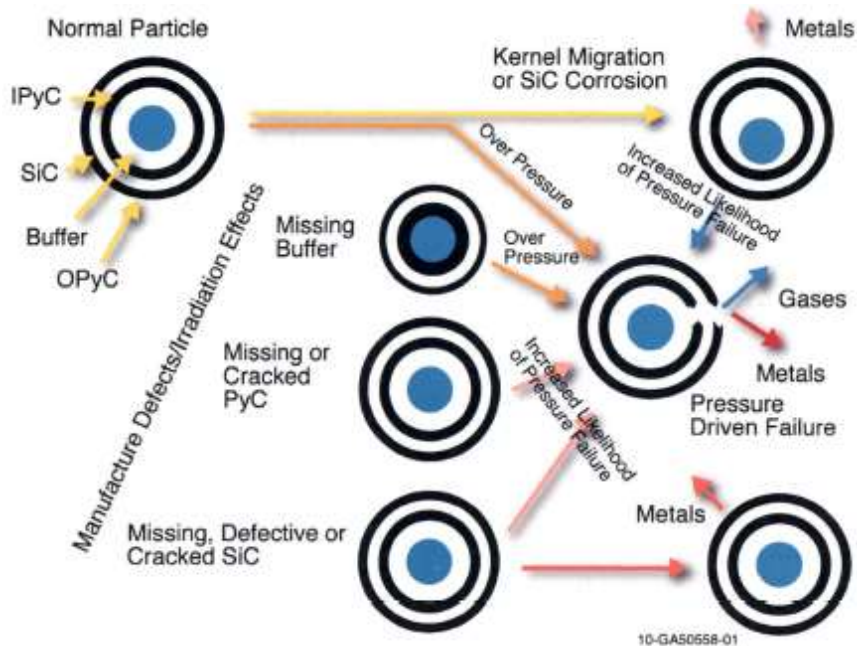 Normal Particle
IPyC
SiC
Buffer
OPyC
Manufacture Defects/Irradiation Effects
Kernel Migration
or SiC Corrosion
Metals
Over Pressure
Increased Likelihood
of Pressure Failure
Missing
Buffer
Over
Pressure
Gases
Metals
Pressure
Driven Failure
Missing or
Cracked
PyC
Increased Likelihood
of Pressure Failure
Missing, Defective or
Cracked SiC
Metals
10-GA50558-01